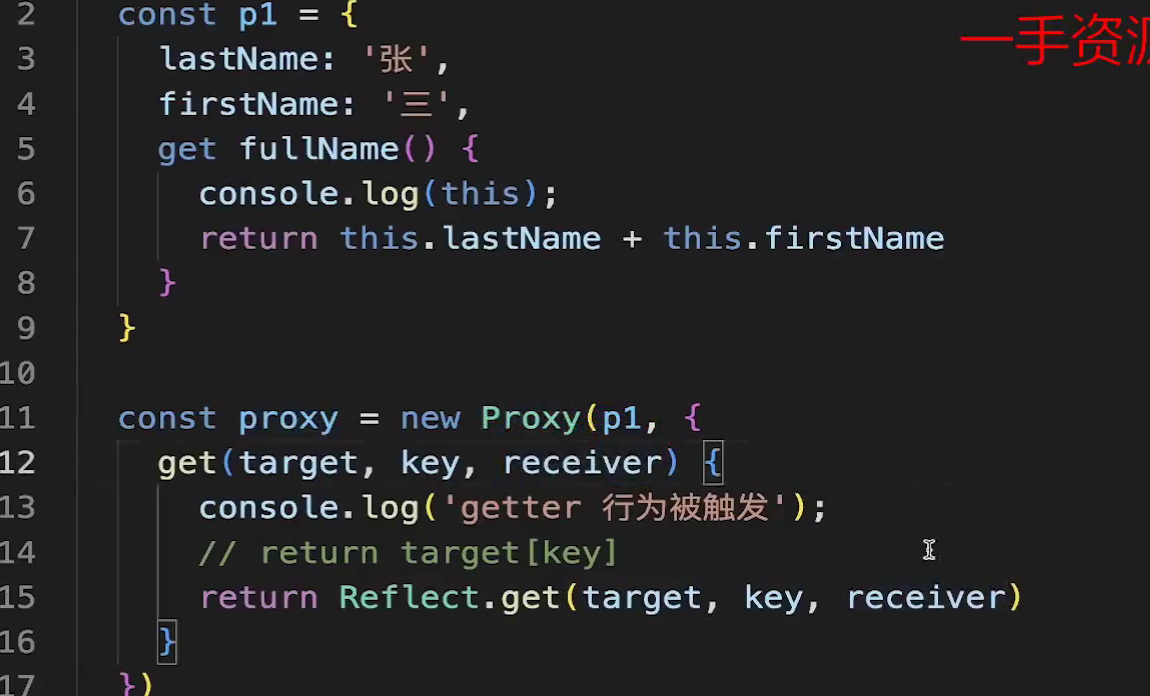 一手资源
2 const p1 = {
3 lastName: '张',
4 firstName: '三',
5 get fullName() {
6 console.log(this);
7 return this.lastName + this.firstName
8 }
9 }
10
11 const proxy = new Proxy(p1, {
12 get(target, key, receiver) {
13 console.log('getter 行为被触发');
14 // return target[key]
15 return Reflect.get(target, key, receiver)
16 }
17 })